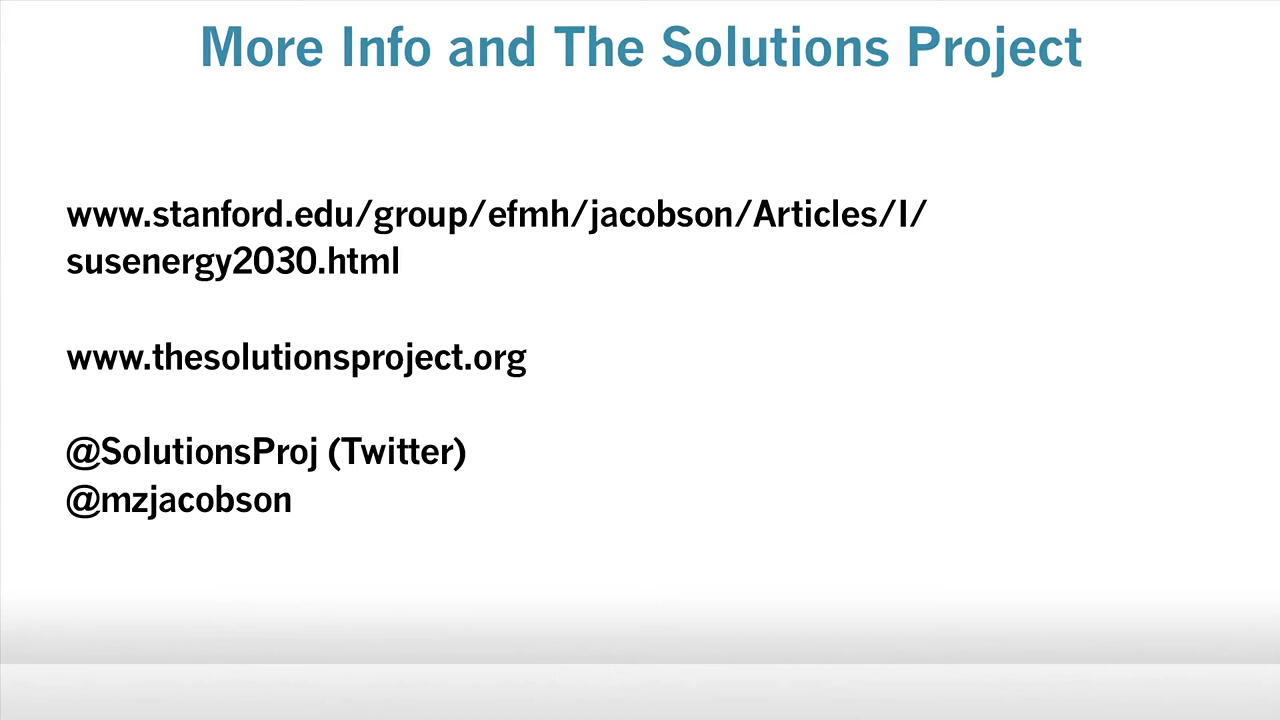 More Info and The Solutions Project
www.stanford.edu/group/efmh/jacobson/Articles/I/
susenergy2030.html
www.thesolutionsproject.org
@SolutionsProj (Twitter)
@mzjacobson